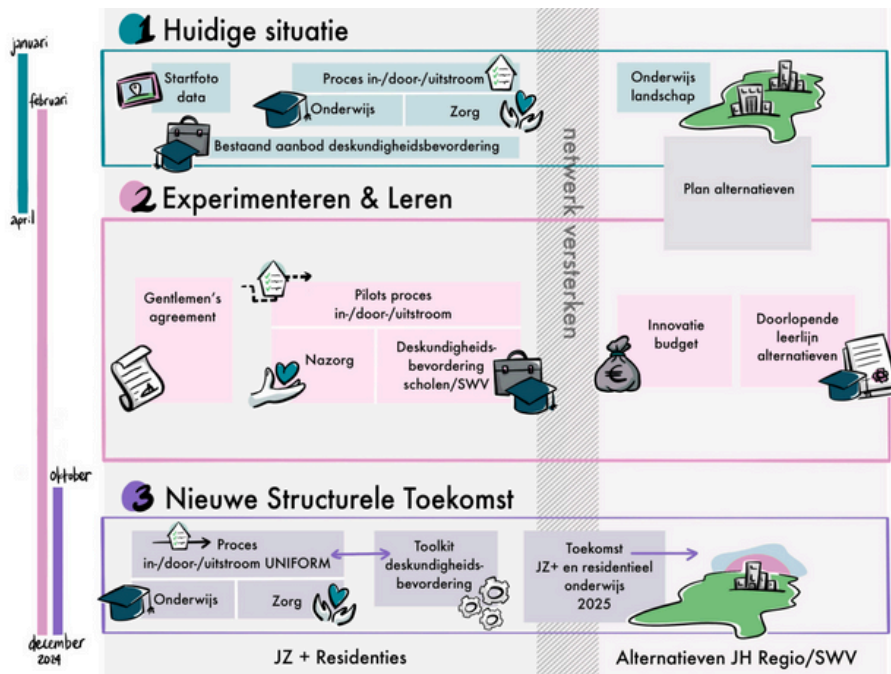 januari
februari
april
oktober
december
2024
1 Huidige situatie
Startfoto
data
Proces in-/door-/uitstroom
Onderwijs
Zorg
Bestaand aanbod deskundigheidsbevordering
Onderwijs
landschap
Plan alternatieven
netwerk versterken
2 Experimenteren & Leren
Gentlemen's
agreement
Pilots proces
in-/door-/uitstroom
Nazorg
Deskundigheids-
bevordering
scholen/SWV
Innovatie
budget
Doorlopende
leerlijn
alternatieven
€
3 Nieuwe Structurele Toekomst
Proces
in-/door-/uitstroom UNIFORM
Onderwijs
Zorg
Toolkit
deskundigheids-
bevordering
Toekomst
JZ+ en residentieel
onderwijs
2025
JZ + Residenties
Alternatieven JH Regio/SWV